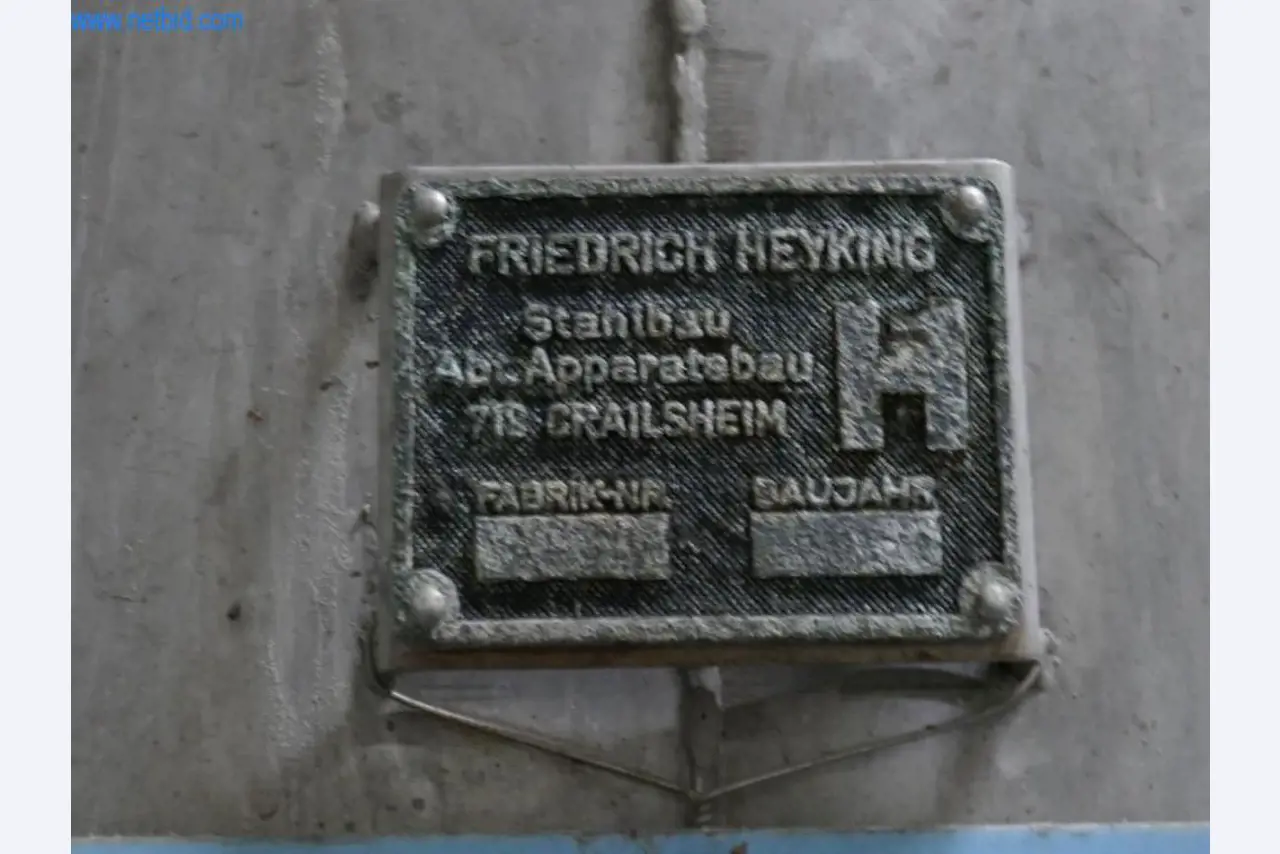 www.netbid.com
FRIEDRICH HEYKING
Stahlbau
Abt. Apparatebau
718 CRAILSHEIM
H
FABRIK-NR.
BAUJAHR